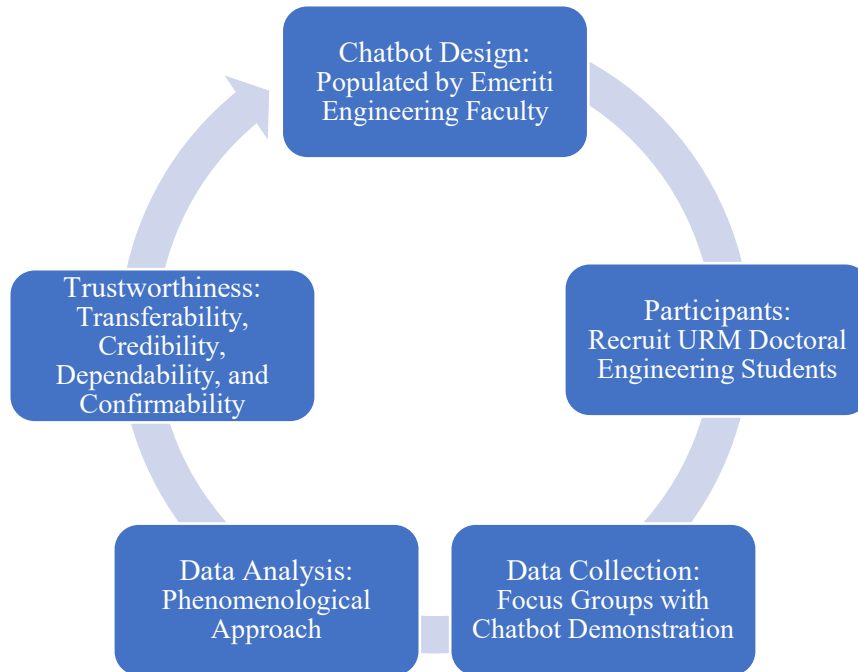 Chatbot Design:
Populated by Emeriti
Engineering Faculty
Participants:
Recruit URM Doctoral
Engineering Students
Data Collection:
Focus Groups with
Chatbot Demonstration
Data Analysis:
Phenomenological
Approach
Trustworthiness:
Transferability,
Credibility,
Dependability, and
Confirmability